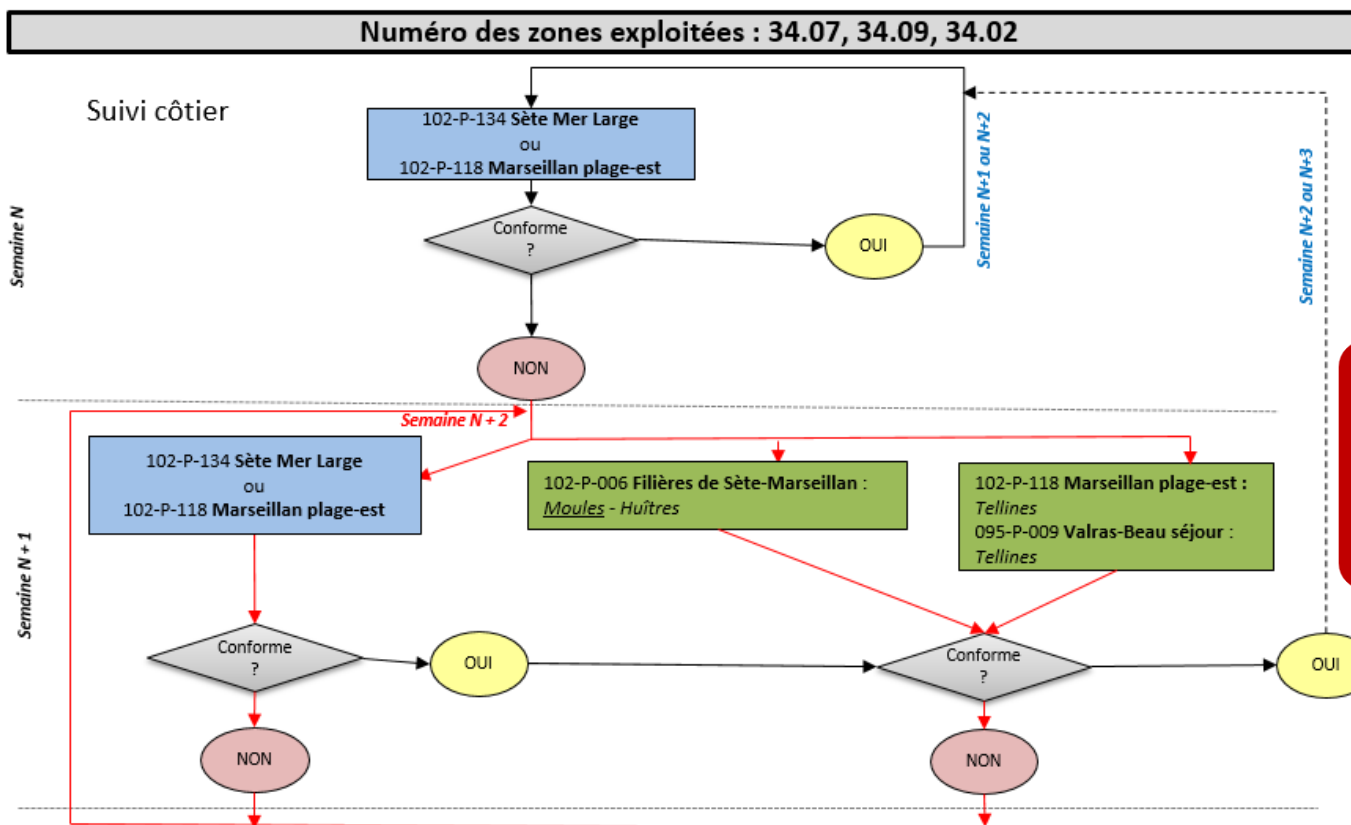 Numéro des zones exploitées : 34.07, 34.09, 34.02
Suivi côtier
Semaine N
102-P-134 Sète Mer Large
ou
102-P-118 Marseillan plage-est
Conforme
?
OUI
Semaine N+1 ou N+2
Semaine N+2 ou N+3
NON
Semaine N + 2
Semaine N + 1
102-P-134 Sète Mer Large
ou
102-P-118 Marseillan plage-est
102-P-006 Filières de Sète-Marseillan :
Moules - Huîtres
102-P-118 Marseillan plage-est :
Tellines
095-P-009 Valras-Beau séjour :
Tellines
Conforme
?
OUI
Conforme
?
OUI
NON
NON